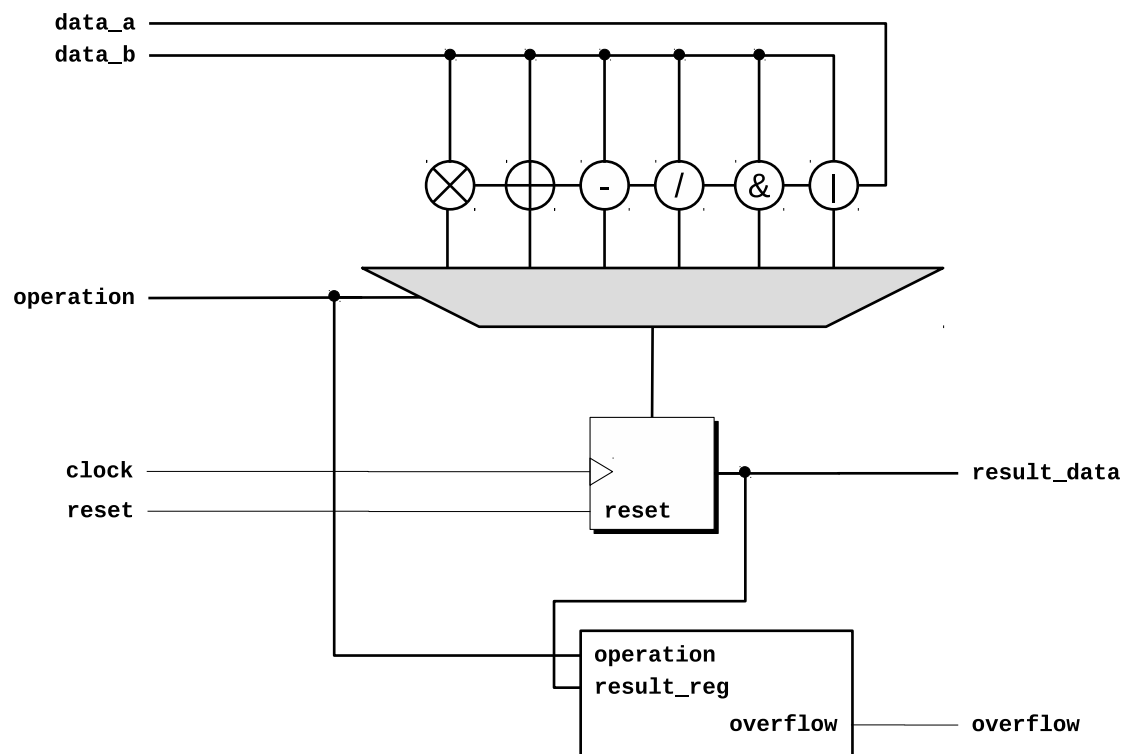 data_a
data_b
- / & |
operation
clock
reset
reset
result_data
operation
result_reg
overflow
overflow